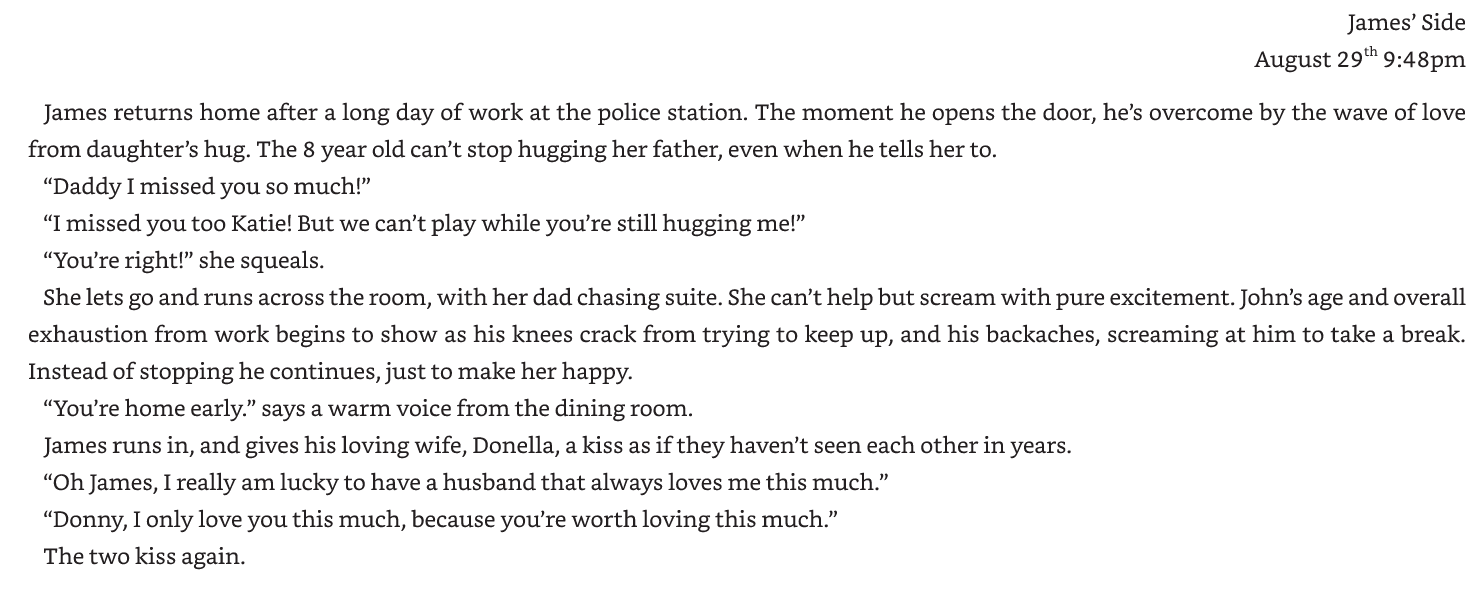 James’ Side
August 29th 9:48pm
James returns home after a long day of work at the police station. The moment he opens the door, he’s overcome by the wave of love
from daughter’s hug. The 8 year old can’t stop hugging her father, even when he tells her to.
“Daddy I missed you so much!”
“I missed you too Katie! But we can’t play while you’re still hugging me!”
“You’re right!” she squeals.
She lets go and runs across the room, with her dad chasing suite. She can’t help but scream with pure excitement. John’s age and overall
exhaustion from work begins to show as his knees crack from trying to keep up, and his backaches, screaming at him to take a break.
Instead of stopping he continues, just to make her happy.
“You’re home early.” says a warm voice from the dining room.
James runs in, and gives his loving wife, Donella, a kiss as if they haven’t seen each other in years.
“Oh James, I really am lucky to have a husband that always loves me this much.”
“Donny, I only love you this much, because you’re worth loving this much.”
The two kiss again.